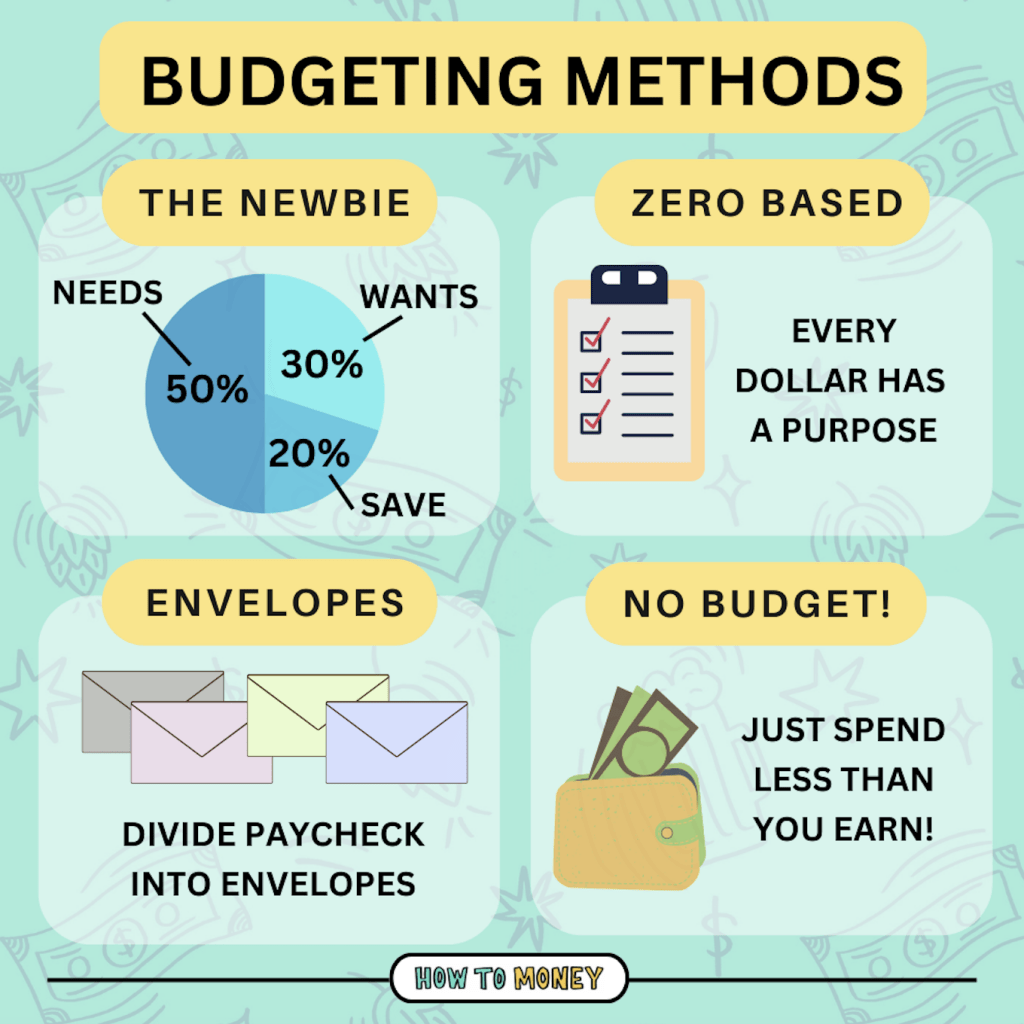 BUDGETING METHODS
THE NEWBIE
NEEDS
WANTS
50%
30%
20%
SAVE
ZERO BASED
EVERY
DOLLAR HAS
A PURPOSE
ENVELOPES
DIVIDE PAYCHECK
INTO ENVELOPES
NO BUDGET!
JUST SPEND
LESS THAN
YOU EARN!
HOW TO MONEY